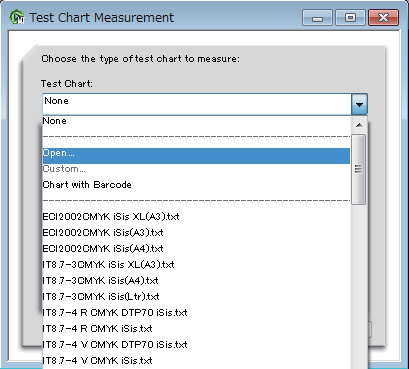 Test Chart Measurement
Choose the type of test chart to measure:
Test Chart:
None
None
Open...
Custom...
Chart with Barcode
ECI2002CMYK iSis XL(A3).txt
ECI2002CMYK iSis(A3).txt
ECI2002CMYK iSis(A4).txt
IT8.7-3CMYK iSis XL(A3).txt
IT8.7-3CMYK iSis(A4).txt
IT8.7-3CMYK iSis(Ltr).txt
IT8.7-4 R CMYK DTP70 iSis.txt
IT8.7-4 R CMYK iSis.txt
IT8.7-4 V CMYK DTP70 iSis.txt
IT8.7-4 V CMYK iSis.txt